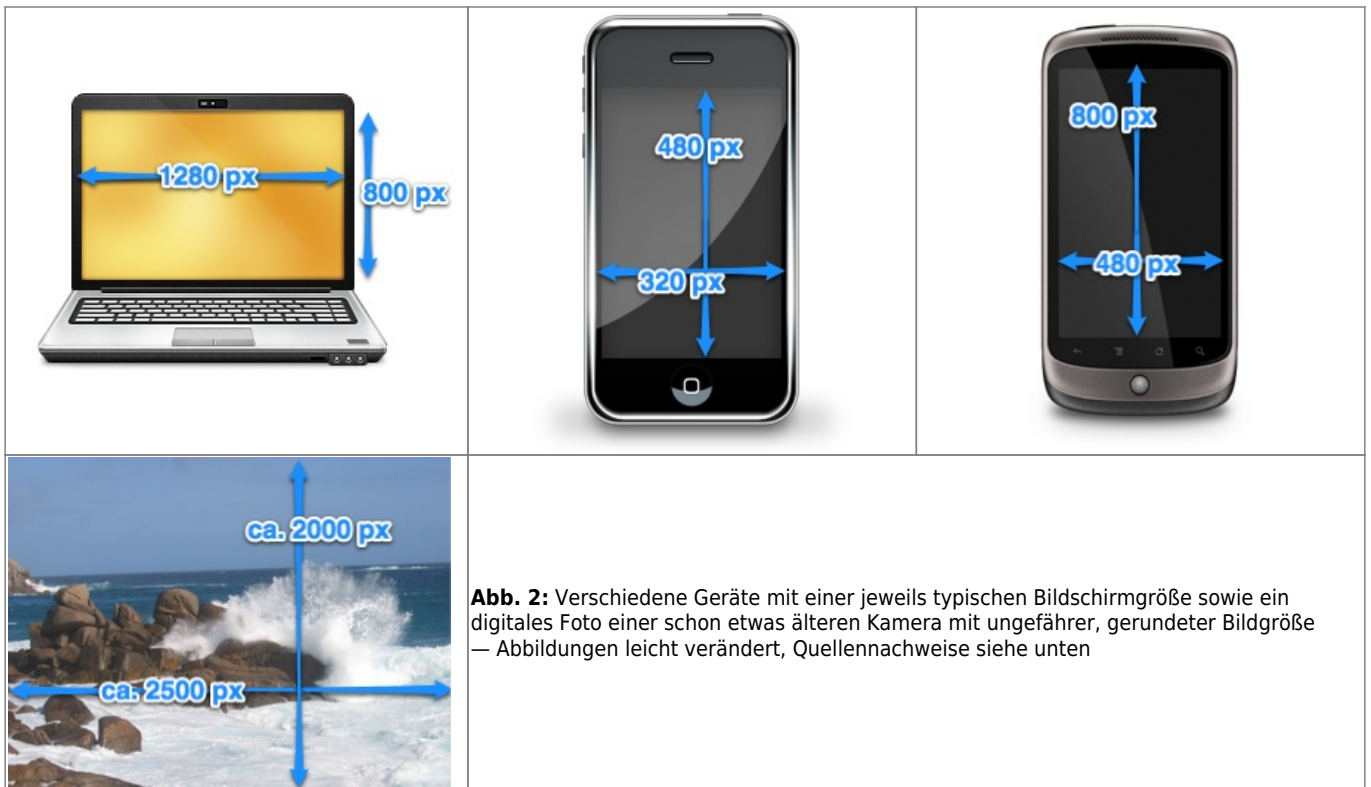 1280 px
800 px
480 px
320 px
800 px
480 px
ca. 2000 px
ca. 2500 px
Abb. 2: Verschiedene Geräte mit einer jeweils typischen Bildschirmgröße sowie ein
digitales Foto einer schon etwas älteren Kamera mit ungefährer, gerundeter Bildgröße
— Abbildungen leicht verändert, Quellennachweise siehe unten